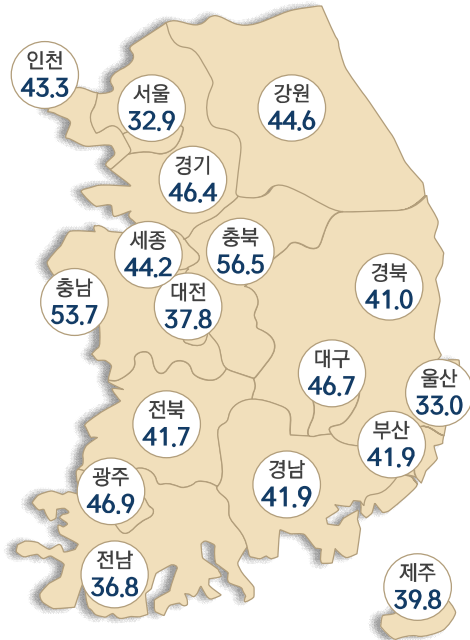 인천
43.3
서울
32.9
강원
44.6
경기
46.4
세종
44.2
충북
56.5
충남
53.7
대전
37.8
경북
41.0
대구
46.7
울산
33.0
전북
41.7
부산
41.9
광주
46.9
경남
41.9
전남
36.8
제주
39.8